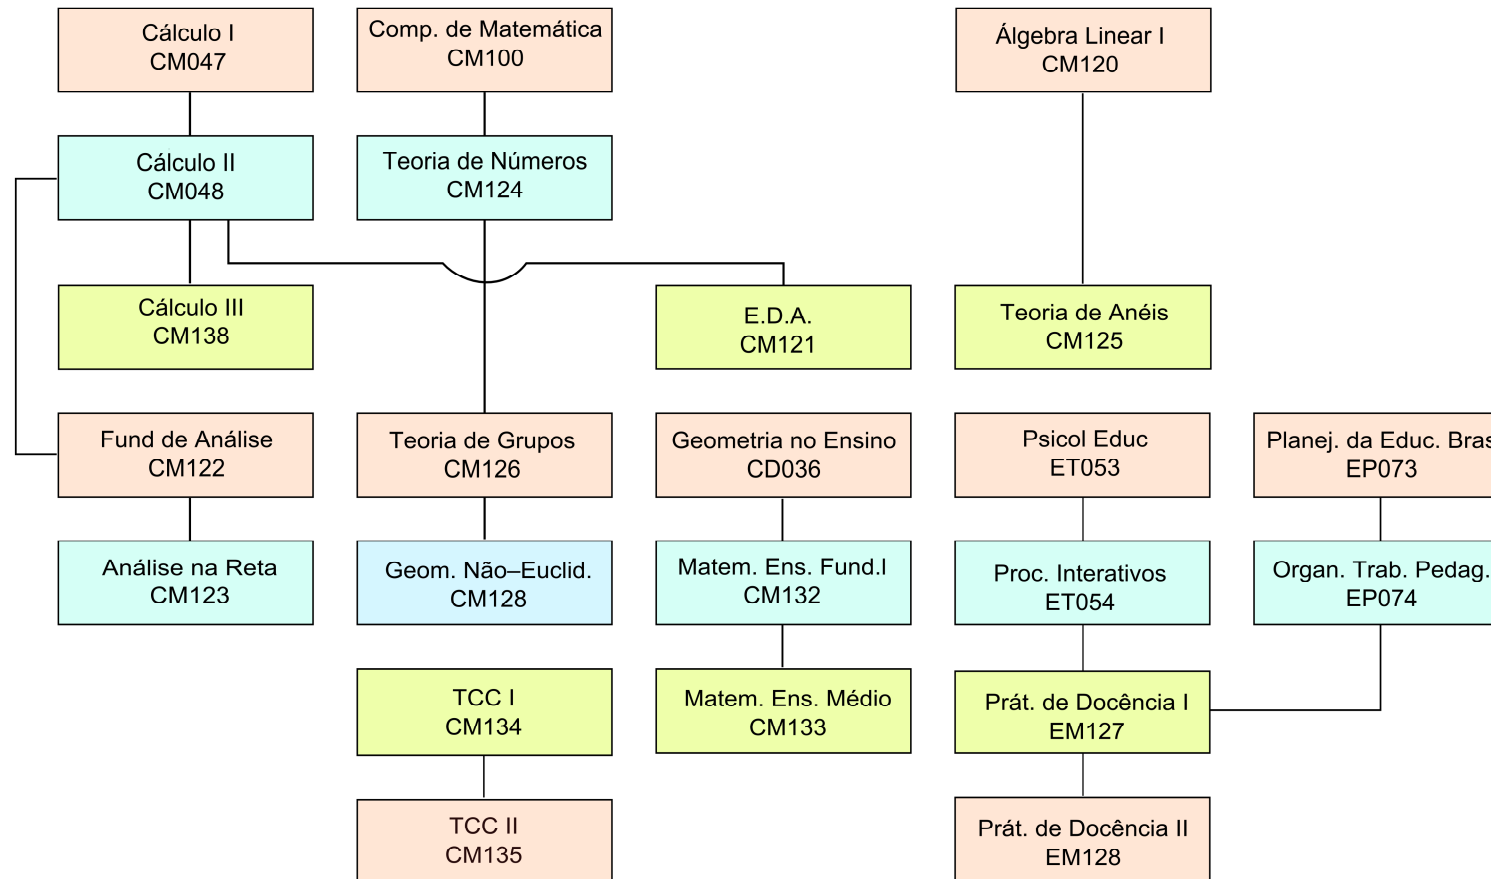 Cálculo I
CM047
Comp. de Matemática
CM100
Álgebra Linear I
CM120
Cálculo II
CM048
Teoria de Números
CM124
Cálculo III
CM138
E.D.A.
CM121
Teoria de Anéis
CM125
Fund de Análise
CM122
Teoria de Grupos
CM126
Geometria no Ensino
CD036
Psicol Educ
ET053
Planej. da Educ. Bras
EP073
Análise na Reta
CM123
Geom. Não–Euclid.
CM128
Matem. Ens. Fund.I
CM132
Proc. Interativos
ET054
Organ. Trab. Pedag.
EP074
TCC I
CM134
Matem. Ens. Médio
CM133
Prát. de Docência I
EM127
TCC II
CM135
Prát. de Docência II
EM128